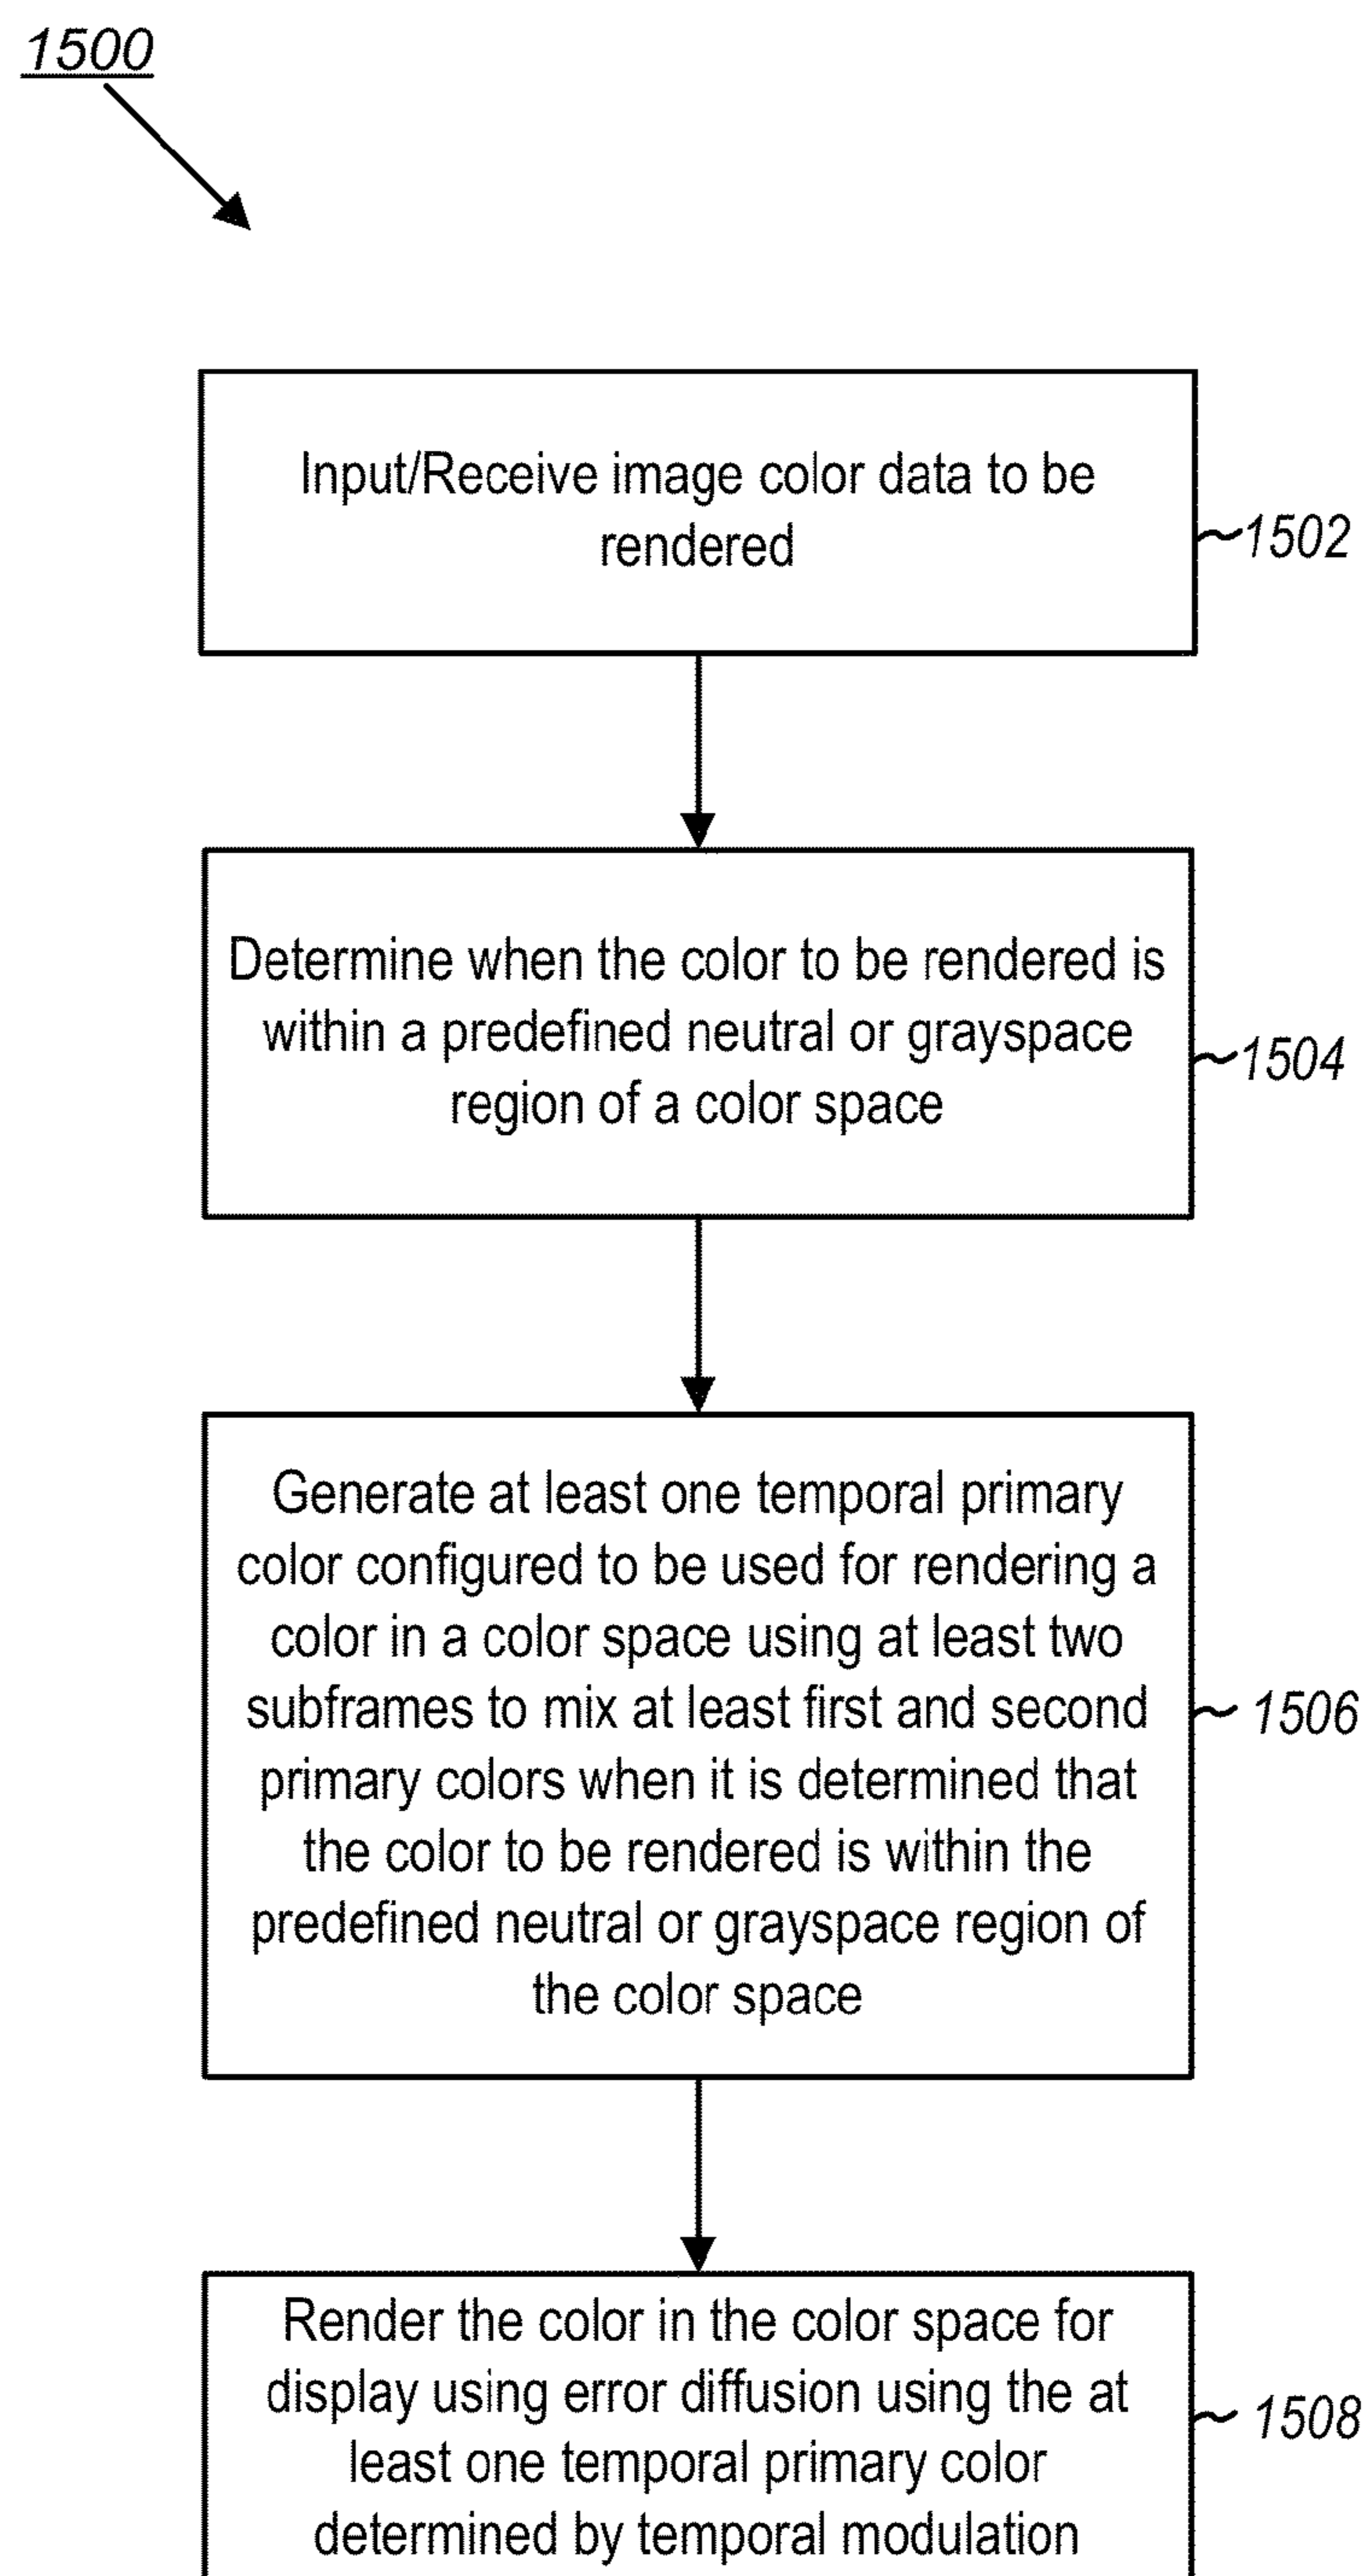 1500
Input/Receive image color data to be
rendered
1502
Determine when the color to be rendered is
within a predefined neutral or grayspace
region of a color space
1504
Generate at least one temporal primary
color configured to be used for rendering a
color in a color space using at least two
subframes to mix at least first and second
primary colors when it is determined that
the color to be rendered is within the
predefined neutral or grayspace region of
the color space
1506
Render the color in the color space for
display using error diffusion using the at
least one temporal primary color
determined by temporal modulation
1508